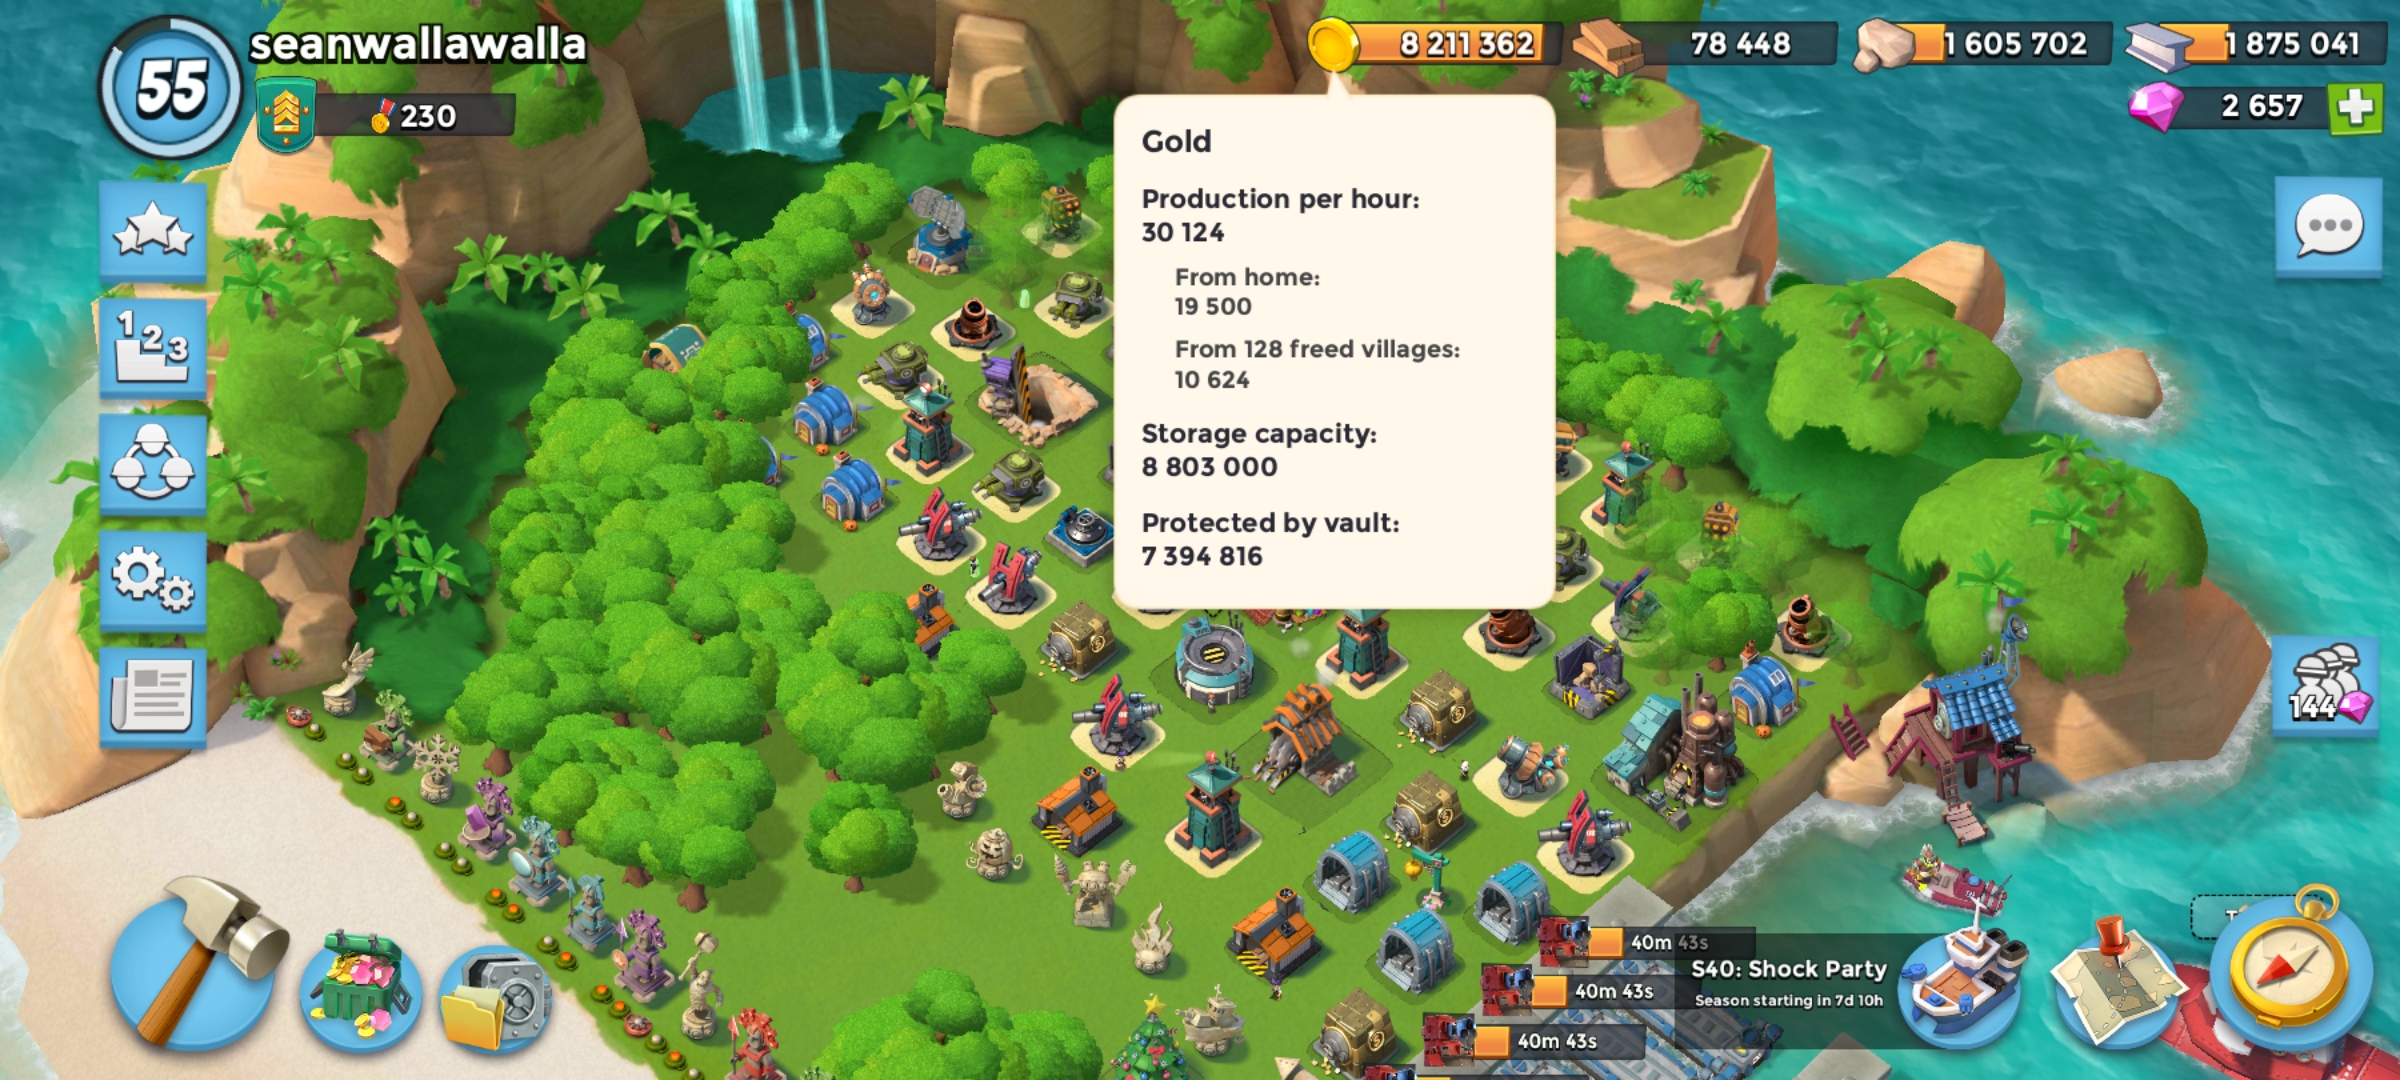 55
seanwallawalla
230
8 211 362
78 448
1 605 702
1 875 041
2 657
Gold
Production per hour:
30 124
From home:
19 500
From 128 freed villages:
10 624
Storage capacity:
8 803 000
Protected by vault:
7 394 816
1 2 3
144
40m 43s
40m 43s
40m 43s
S40: Shock Party
Season starting in 7d 10h